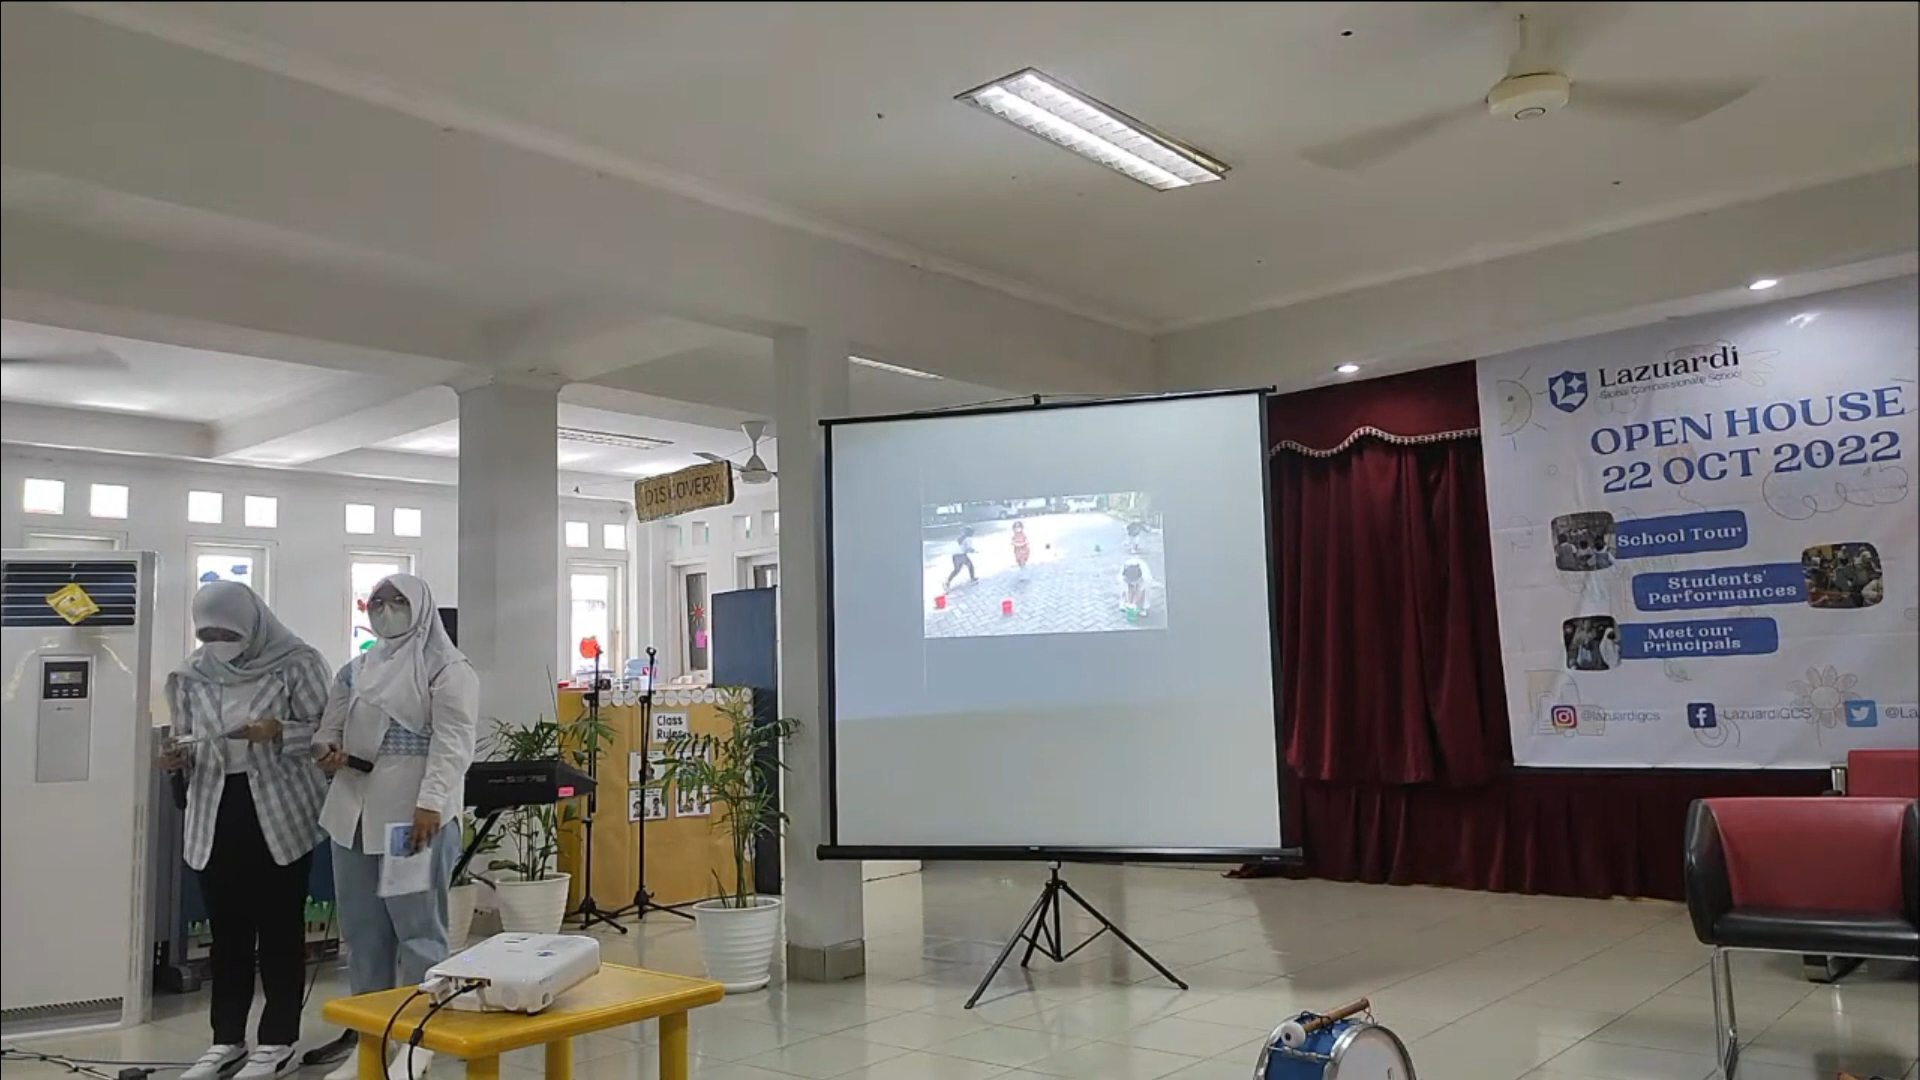 Lazuardi
Global Compassionate School
OPEN HOUSE
22 OCT 2022
School Tour
Students'
Performances
Meet our
Principals
@lazuardigcs
LazuardiGCS
@La
DISCOVERY
Class
Rules